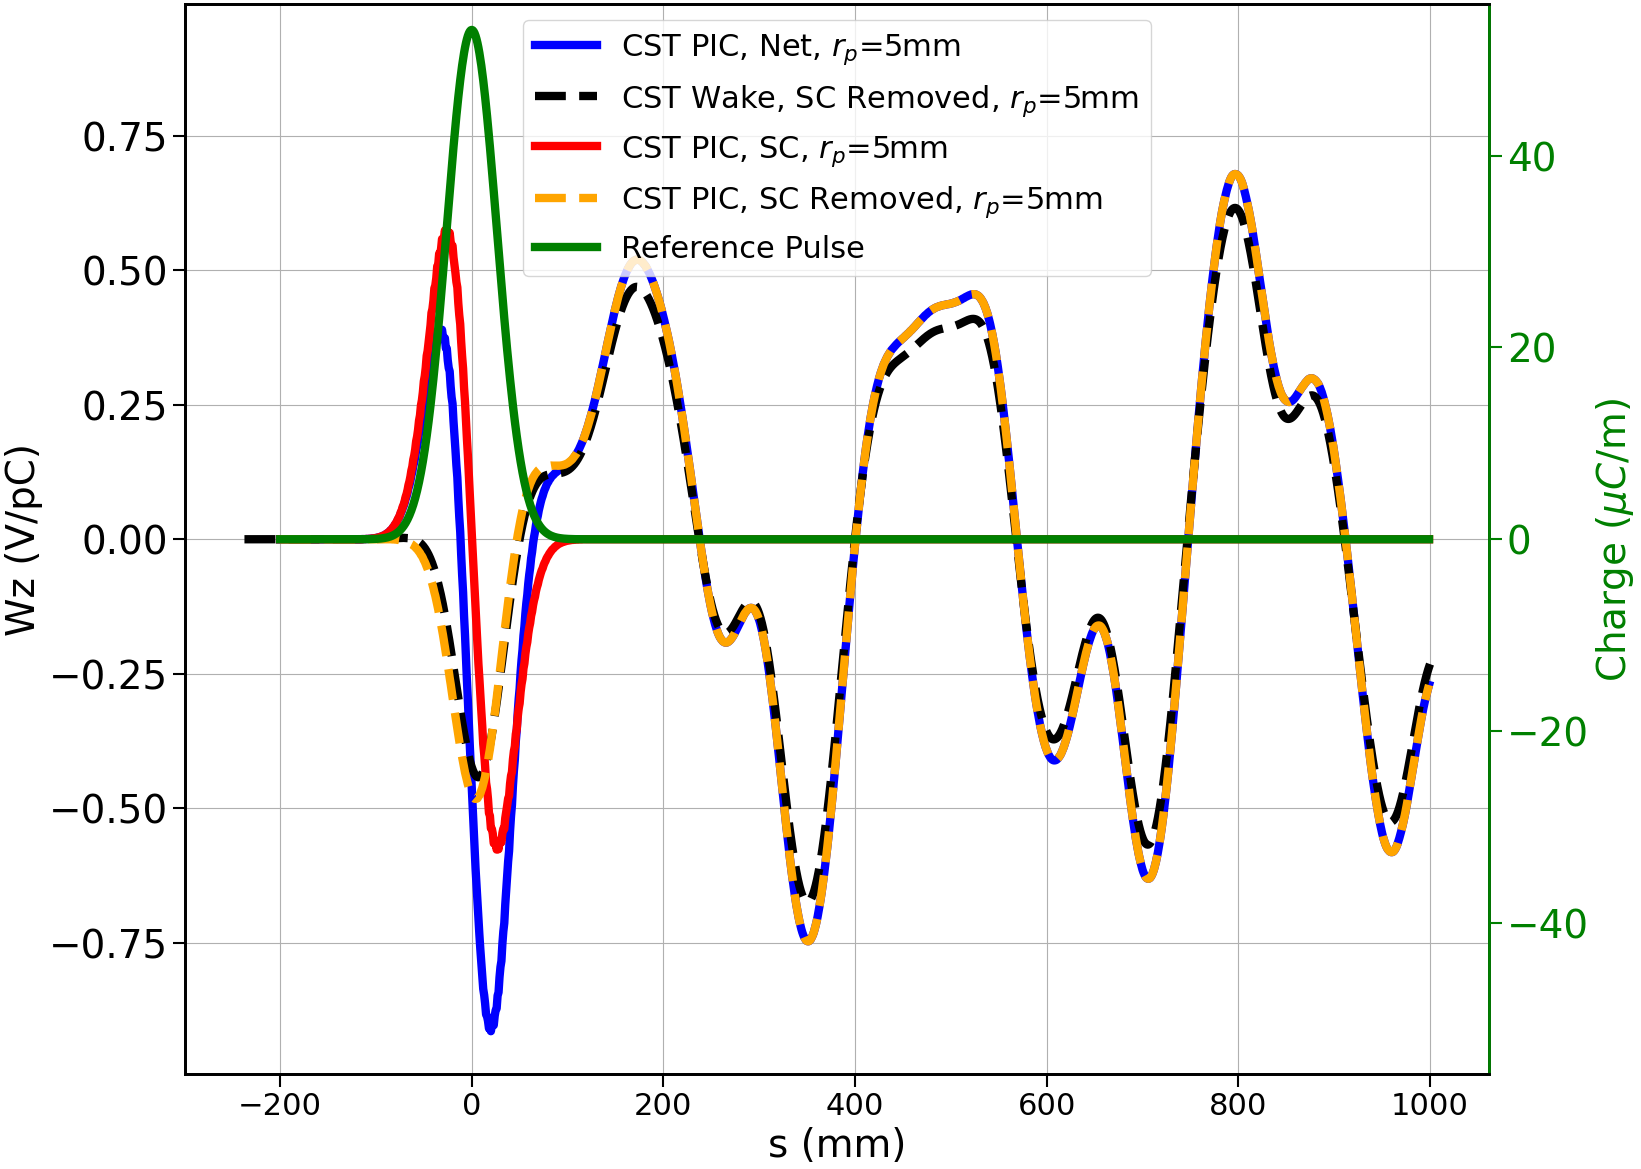 CST PIC, Net, r_p=5mm
CST Wake, SC Removed, r_p=5mm
CST PIC, SC, r_p=5mm
CST PIC, SC Removed, r_p=5mm
Reference Pulse
0.75
0.50
0.25
0.00
−0.25
−0.50
−0.75
Wz (V/pC)
40
20
0
−20
−40
Charge (μC/m)
−200
0
200
400
600
800
1000
s (mm)